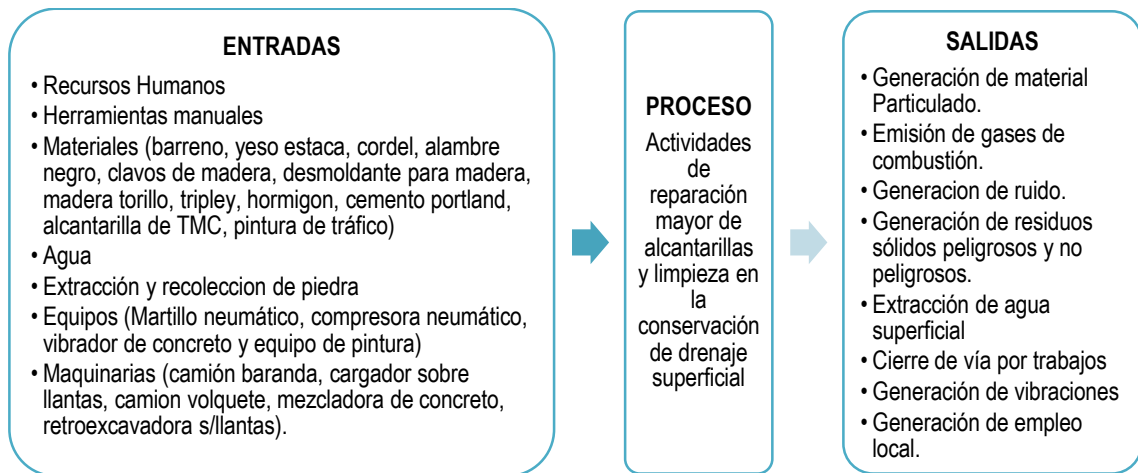 ENTRADAS
• Recursos Humanos
• Herramientas manuales
• Materiales (barreno, yeso estaca, cordel, alambre
negro, clavos de madera, desmoldante para madera,
madera torillo, tripley, hormigon, cemento portland,
alcantarilla de TMC, pintura de tráfico)
• Agua
• Extracción y recoleccion de piedra
• Equipos (Martillo neumático, compresora neumático,
vibrador de concreto y equipo de pintura)
• Maquinarias (camión baranda, cargador sobre
llantas, camion volquete, mezcladora de concreto,
retroexcavadora s/llantas).
PROCESO
Actividades
de
reparación
mayor de
alcantarillas
y limpieza en
la
conservación
de drenaje
superficial
SALIDAS
• Generación de material
Particulado.
• Emisión de gases de
combustión.
• Generacion de ruido.
• Generación de residuos
sólidos peligrosos y no
peligrosos.
• Extracción de agua
superficial
• Cierre de vía por trabajos
• Generación de vibraciones
• Generación de empleo
local.